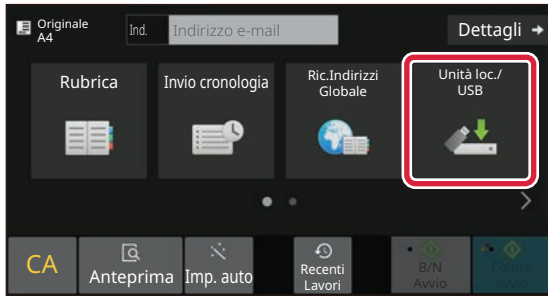 Originale
A4
Ind.
Indirizzo e-mail
Dettagli
Rubrica
Invio cronologia
Ric.Indirizzi
Globale
Unità loc./
USB
CA
Anteprima
Imp. auto
Recenti
Lavori
B/N
Avvio
Colore
Avvio